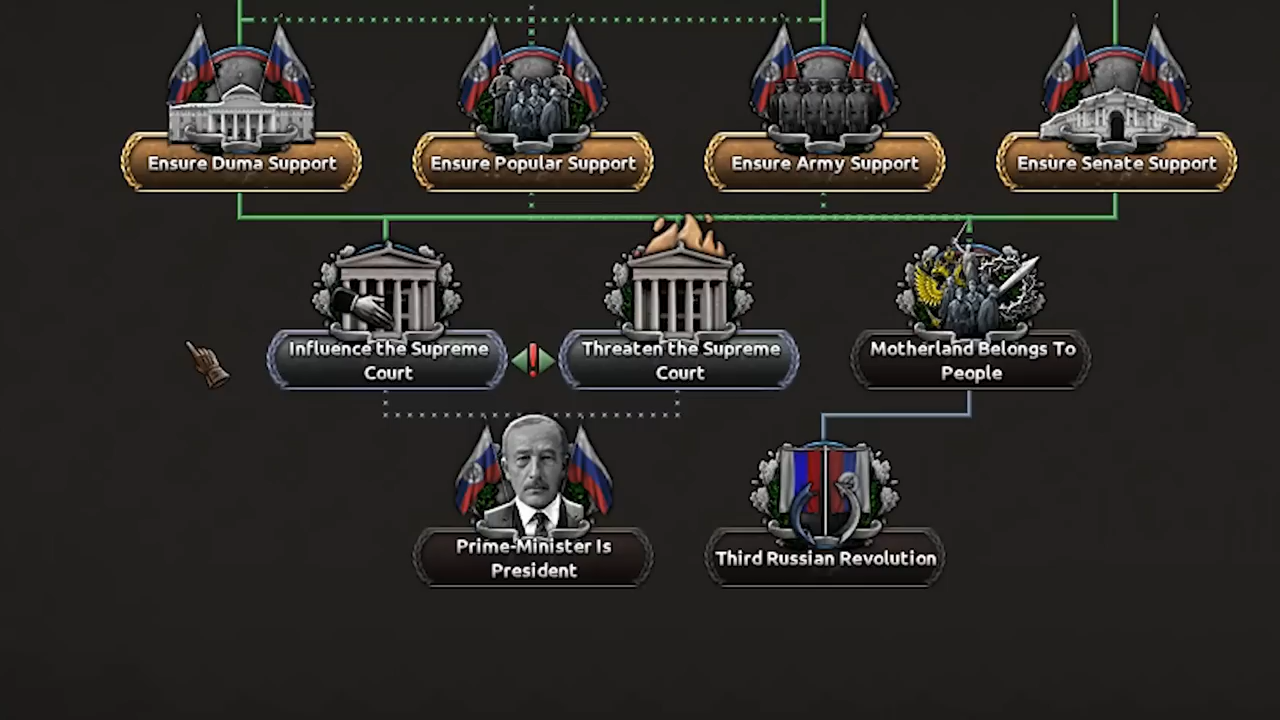 Ensure Duma Support
Ensure Popular Support
Ensure Army Support
Ensure Senate Support
Influence the Supreme
Court
Threaten the Supreme
Court
Motherland Belongs To
People
Prime-Minister Is
President
Third Russian Revolution